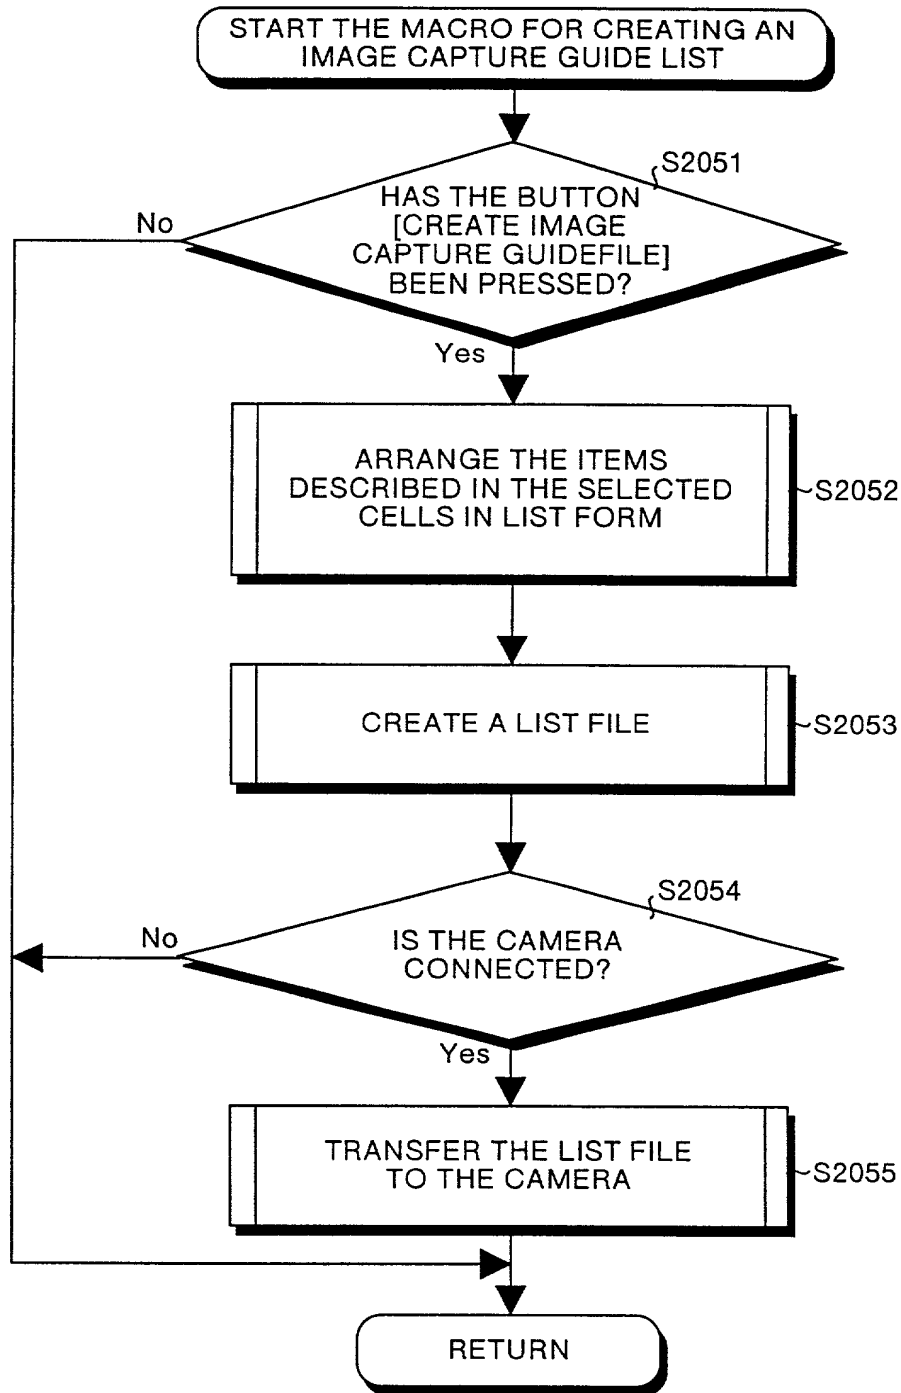 START THE MACRO FOR CREATING AN
IMAGE CAPTURE GUIDE LIST
S2051
HAS THE BUTTON
[CREATE IMAGE
CAPTURE GUIDEFILE]
BEEN PRESSED?
No
Yes
ARRANGE THE ITEMS
DESCRIBED IN THE SELECTED
CELLS IN LIST FORM
S2052
CREATE A LIST FILE
S2053
S2054
IS THE CAMERA
CONNECTED?
No
Yes
TRANSFER THE LIST FILE
TO THE CAMERA
S2055
RETURN